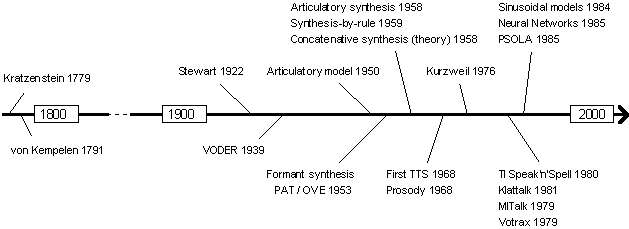 Articulatory synthesis 1958
Synthesis-by-rule 1959
Concatenative synthesis (theory) 1958
Sinusoidal models 1984
Neural Networks 1985
PSOLA 1985
Kratzenstein 1779
Stewart 1922
Articulatory model 1950
Kurzweil 1976
1800
1900
2000
von Kempelen 1791
VODER 1939
Formant synthesis
PAT / OVE 1953
First TTS 1968
Prosody 1968
TI Speak'n'Spell 1980
Klattalk 1981
MITalk 1979
Votrax 1979